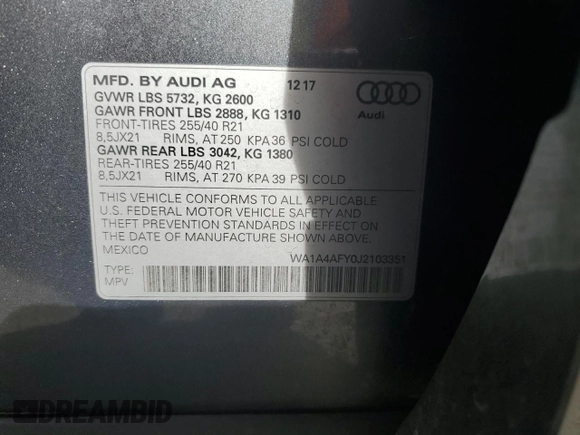 MFD. BY AUDI AG 12 17
GVWR LBS 5732, KG 2600
GAWR FRONT LBS 2888, KG 1310
FRONT-TIRES 255/40 R21
8,5JX21 RIMS, AT 250 KPA 36 PSI COLD
GAWR REAR LBS 3042, KG 1380
REAR-TIRES 255/40 R21
8,5JX21 RIMS, AT 270 KPA 39 PSI COLD
Audi
THIS VEHICLE CONFORMS TO ALL APPLICABLE
U.S. FEDERAL MOTOR VEHICLE SAFETY AND
THEFT PREVENTION STANDARDS IN EFFECT ON
THE DATE OF MANUFACTURE SHOWN ABOVE.
MEXICO
WA1A4AFY0J2103351
TYPE:
MPV
DREAMBID